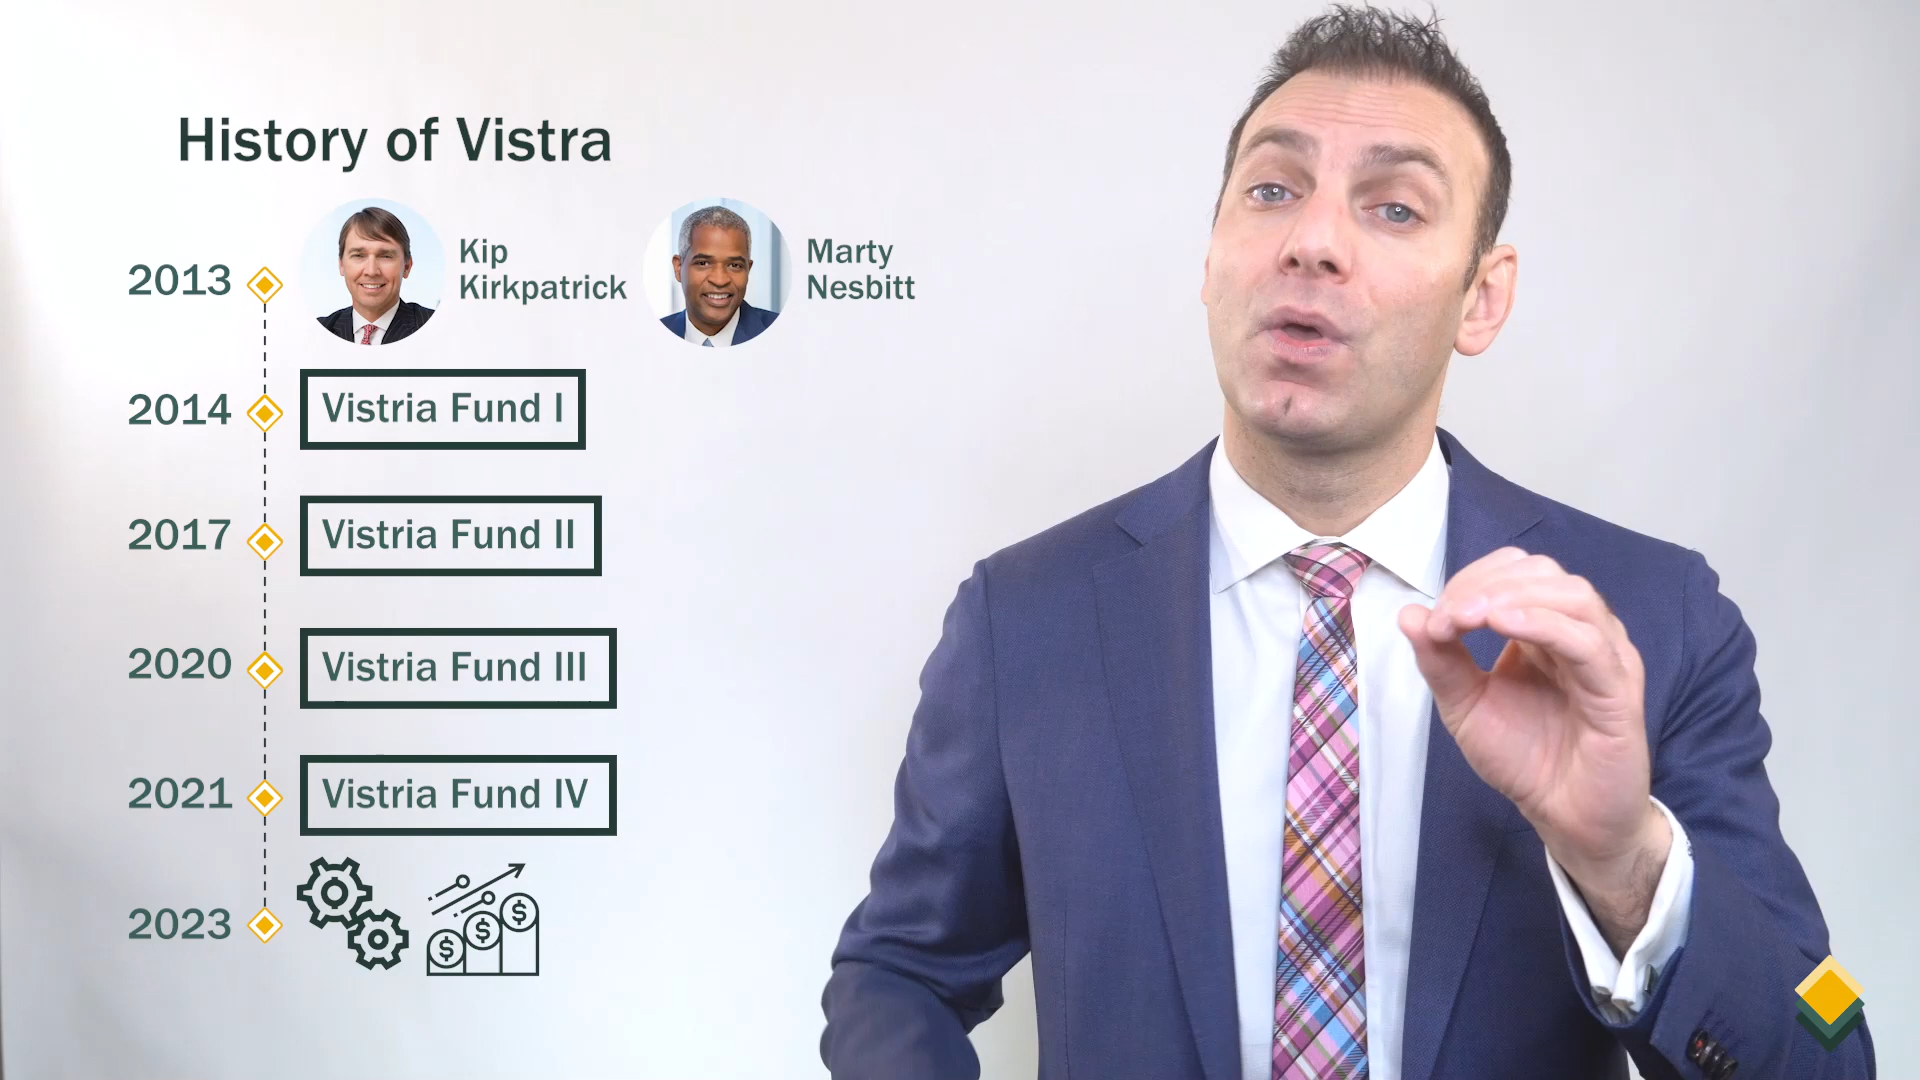 History of Vistra
2013
Kip
Kirkpatrick
Marty
Nesbitt
2014
Vistria Fund I
2017
Vistria Fund II
2020
Vistria Fund III
2021
Vistria Fund IV
2023
$ $ $